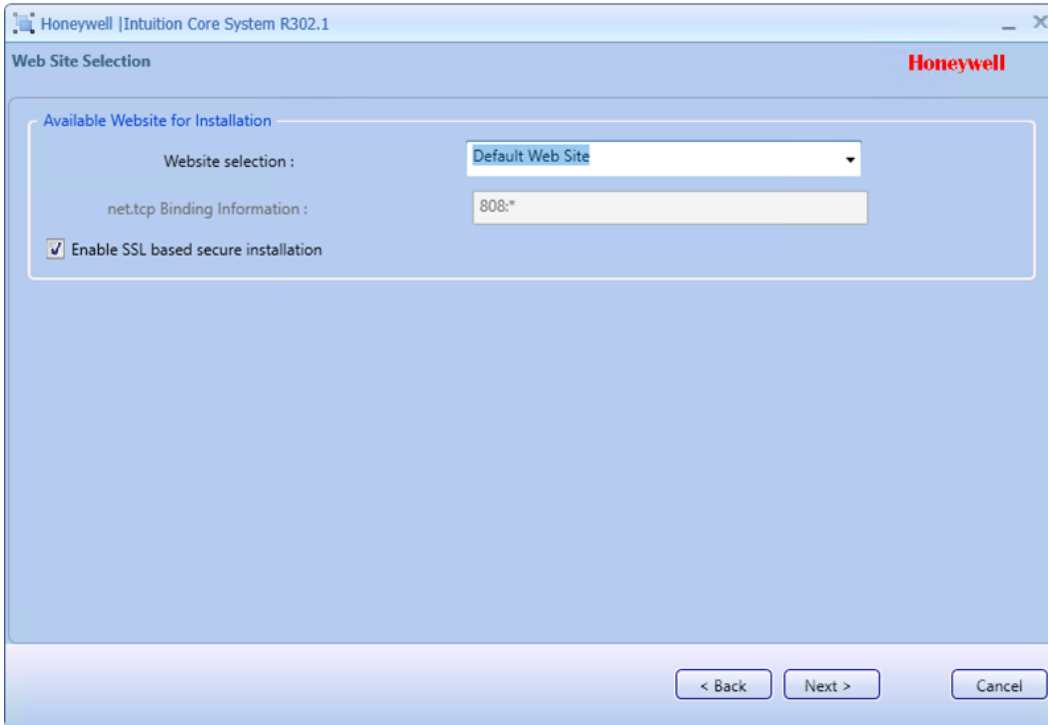 Honeywell |Intuition Core System R302.1
Web Site Selection
Honeywell
Available Website for Installation
Website selection :
Default Web Site
net.tcp Binding Information :
808:*
Enable SSL based secure installation
< Back
Next >
Cancel